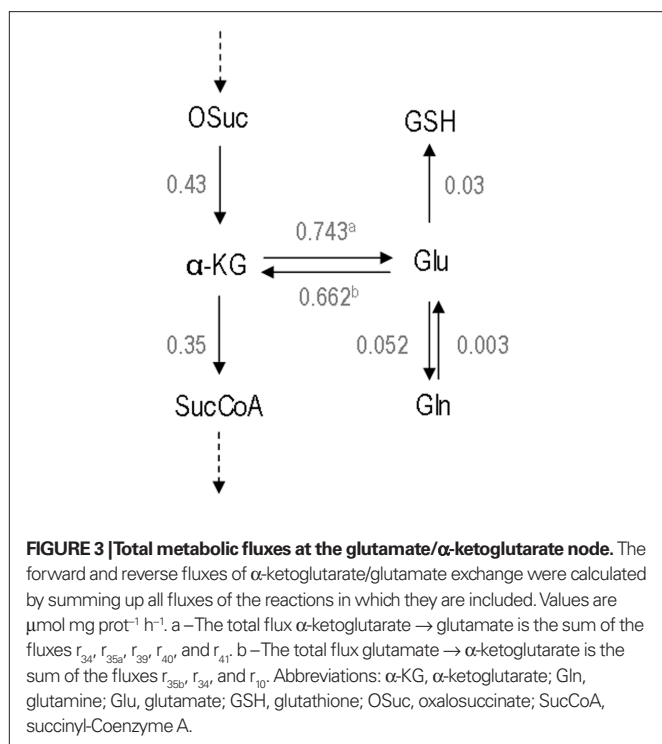 OSuc GSH
0.43 0.03
0.743ᵃ
α-KG Glu
0.662ᵇ
0.35 0.052 0.003
SucCoA Gln
FIGURE 3 | Total metabolic fluxes at the glutamate/α-ketoglutarate node. The
forward and reverse fluxes of α-ketoglutarate/glutamate exchange were calculated
by summing up all fluxes of the reactions in which they are included. Values are
μmol mg prot⁻¹ h⁻¹. a – The total flux α-ketoglutarate → glutamate is the sum of the
fluxes r₃₄, r₃₅ₐ, r₃₉, r₄₀, and r₄₁. b – The total flux glutamate → α-ketoglutarate is the
sum of the fluxes r₃₅b, r₃₄, and r₁₀. Abbreviations: α-KG, α-ketoglutarate; Gln,
glutamine; Glu, glutamate; GSH, glutathione; OSuc, oxalosuccinate; SucCoA,
succinyl-Coenzyme A.